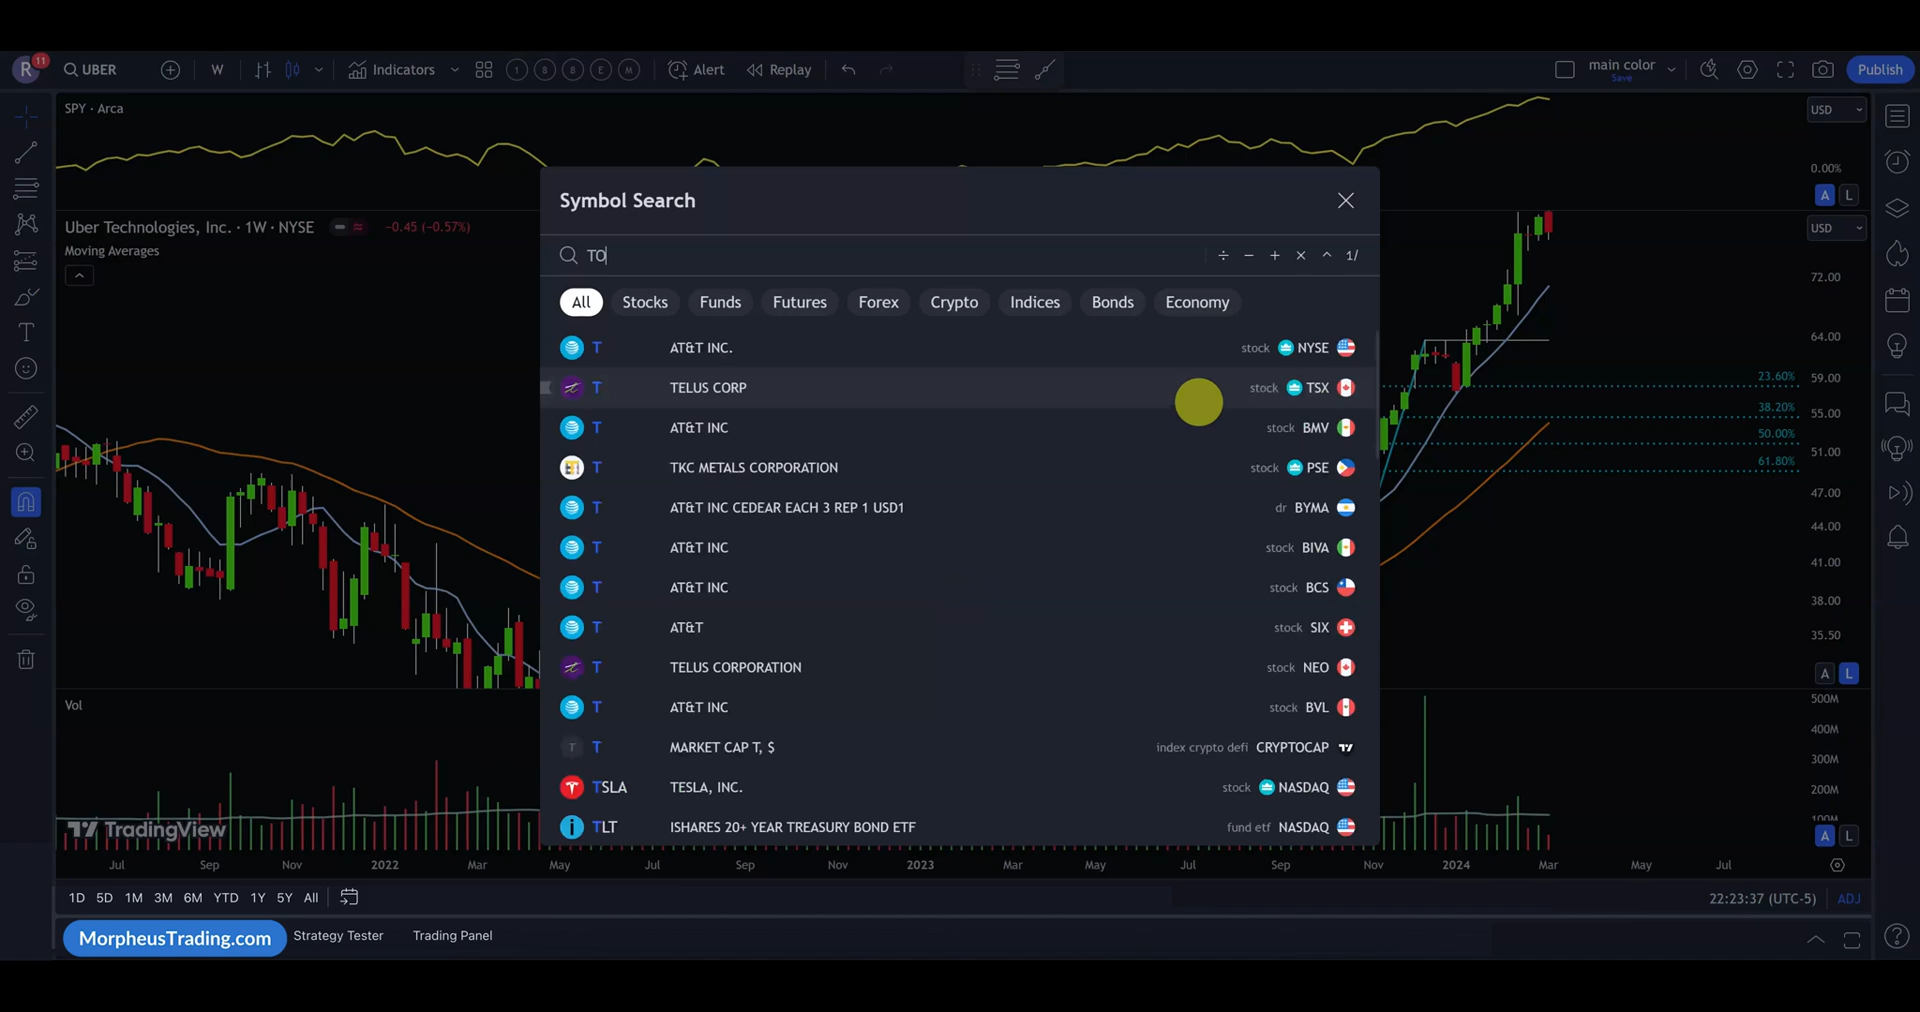 R 11 UBER W Indicators 1 8 8 E M Alert Replay main color Save Publish
SPY · Arca
USD
0.00%
A L
Uber Technologies, Inc. · 1W · NYSE -0.45 (-0.57%)
Moving Averages
USD
Symbol Search
TO ÷ − + × ^ 1/
All Stocks Funds Futures Forex Crypto Indices Bonds Economy
T AT&T INC. stock NYSE
T TELUS CORP stock TSX
T AT&T INC stock BMV
T TKC METALS CORPORATION stock PSE
T AT&T INC CEDEAR EACH 3 REP 1 USD1 dr BYMA
T AT&T INC stock BIVA
T AT&T INC stock BCS
T AT&T stock SIX
T TELUS CORPORATION stock NEO
T AT&T INC stock BVL
T T MARKET CAP T, $ index crypto defi CRYPTOCAP
TSLA TESLA, INC. stock NASDAQ
TLT ISHARES 20+ YEAR TREASURY BOND ETF fund etf NASDAQ
23.60%
38.20%
50.00%
61.80%
72.00
64.00
59.00
55.00
51.00
47.00
44.00
41.00
38.00
35.50
A L
Vol
500M
400M
300M
200M
100M
A L
TradingView
Jul Sep Nov 2022 Mar May Jul Sep Nov 2023 Mar May Jul Sep Nov 2024 Mar May Jul
1D 5D 1M 3M 6M YTD 1Y 5Y All 22:23:37 (UTC-5) ADJ
MorpheusTrading.com Strategy Tester Trading Panel